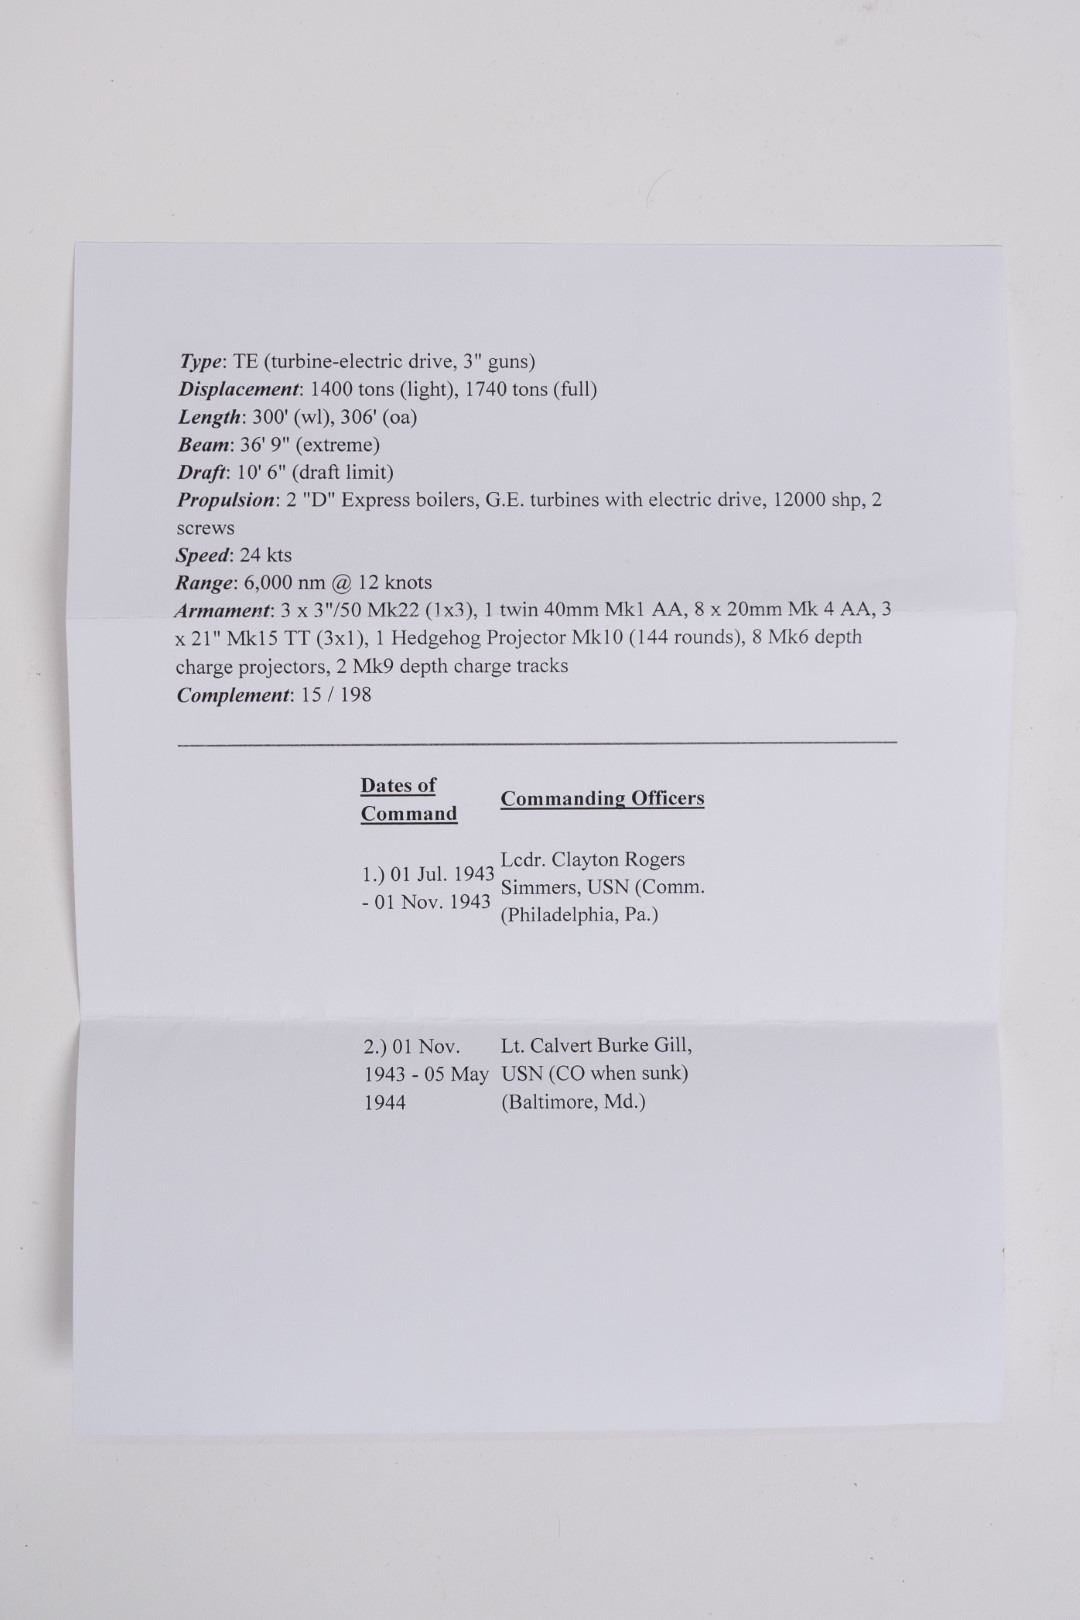 Type: TE (turbine-electric drive, 3" guns)
Displacement: 1400 tons (light), 1740 tons (full)
Length: 300' (wl), 306' (oa)
Beam: 36' 9" (extreme)
Draft: 10' 6" (draft limit)
Propulsion: 2 "D" Express boilers, G.E. turbines with electric drive, 12000 shp, 2
screws
Speed: 24 kts
Range: 6,000 nm @ 12 knots
Armament: 3 x 3"/50 Mk22 (1x3), 1 twin 40mm Mk1 AA, 8 x 20mm Mk 4 AA, 3
x 21" Mk15 TT (3x1), 1 Hedgehog Projector Mk10 (144 rounds), 8 Mk6 depth
charge projectors, 2 Mk9 depth charge tracks
Complement: 15 / 198
Dates of
Command
Commanding Officers
1.) 01 Jul. 1943
- 01 Nov. 1943
Lcdr. Clayton Rogers
Simmers, USN (Comm.
(Philadelphia, Pa.)
2.) 01 Nov.
1943 - 05 May
1944
Lt. Calvert Burke Gill,
USN (CO when sunk)
(Baltimore, Md.)